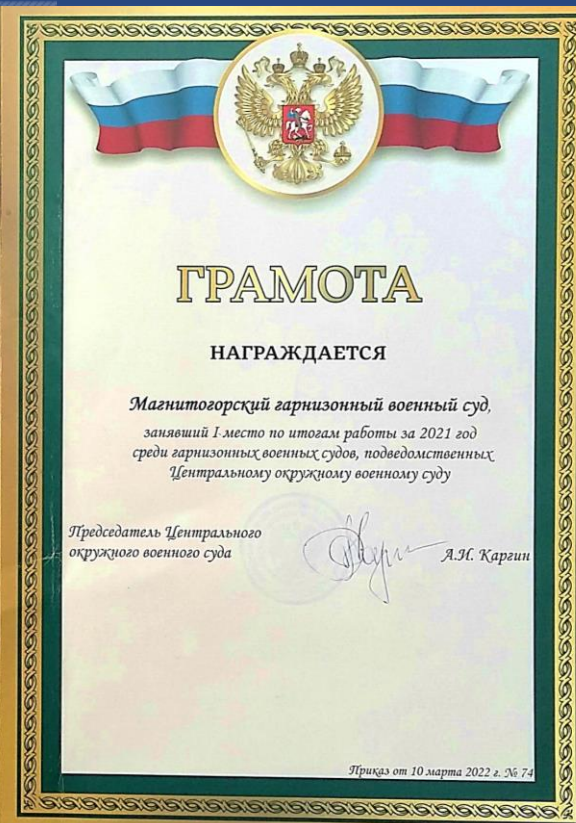 ГРАМОТА
НАГРАЖДАЕТСЯ
Магнитогорский гарнизонный военный суд,
занявший I место по итогам работы за 2021 год
среди гарнизонных военных судов, подведомственных
Центральному окружному военному суду
Председатель Центрального
окружного военного суда
А.И. Каргин
Приказ от 10 марта 2022 г. № 74